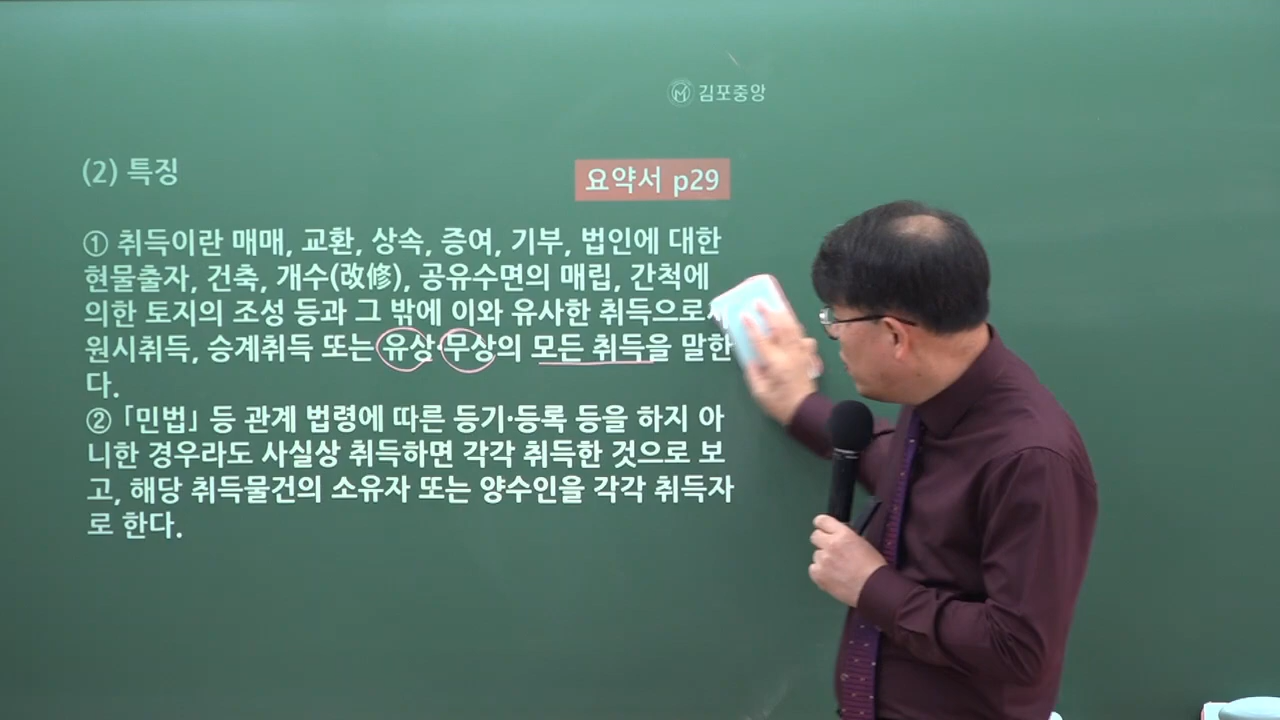 김포중앙
(2) 특징
요약서 p29
① 취득이란 매매, 교환, 상속, 증여, 기부, 법인에 대한
현물출자, 건축, 개수(改修), 공유수면의 매립, 간척에
의한 토지의 조성 등과 그 밖에 이와 유사한 취득으로서
원시취득, 승계취득 또는 유상·무상의 모든 취득을 말한
다.
② 「민법」 등 관계 법령에 따른 등기·등록 등을 하지 아
니한 경우라도 사실상 취득하면 각각 취득한 것으로 보
고, 해당 취득물건의 소유자 또는 양수인을 각각 취득자
로 한다.